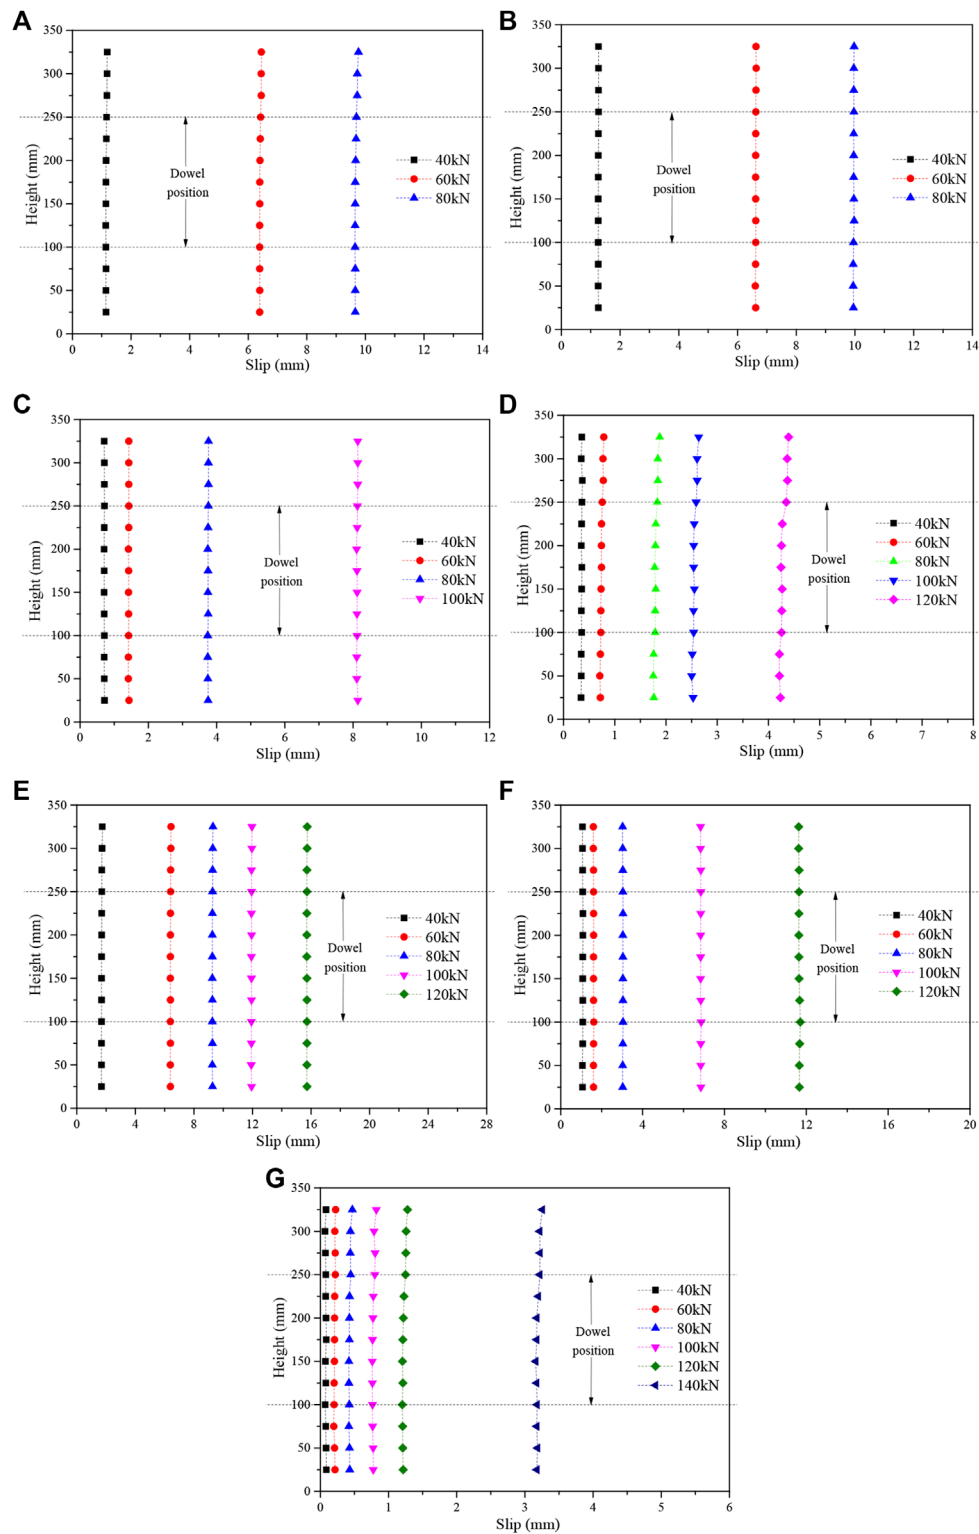 A
350
300
250
200
150
100
50
0
Height (mm)
Dowel
position
40kN
60kN
80kN
0 2 4 6 8 10 12 14
Slip (mm)
B
350
300
250
200
150
100
50
0
Height (mm)
Dowel
position
40kN
60kN
80kN
0 2 4 6 8 10 12 14
Slip (mm)
C
350
300
250
200
150
100
50
0
Height (mm)
Dowel
position
40kN
60kN
80kN
100kN
0 2 4 6 8 10 12
Slip (mm)
D
350
300
250
200
150
100
50
0
Height (mm)
Dowel
position
40kN
60kN
80kN
100kN
120kN
0 1 2 3 4 5 6 7 8
Slip (mm)
E
350
300
250
200
150
100
50
0
Height (mm)
Dowel
position
40kN
60kN
80kN
100kN
120kN
0 4 8 12 16 20 24 28
Slip (mm)
F
350
300
250
200
150
100
50
0
Height (mm)
Dowel
position
40kN
60kN
80kN
100kN
120kN
0 4 8 12 16 20
Slip (mm)
G
350
300
250
200
150
100
50
0
Height (mm)
Dowel
position
40kN
60kN
80kN
100kN
120kN
140kN
0 1 2 3 4 5 6
Slip (mm)